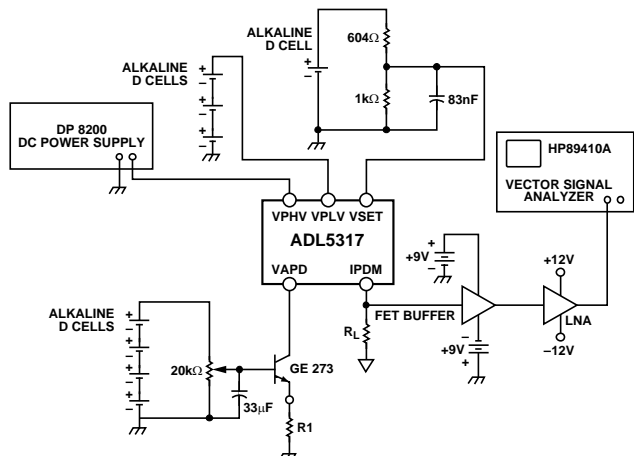 ALKALINE
D CELL
+
–
604Ω
1kΩ
83nF
ALKALINE
D CELLS
+
–
+
–
+
–
DP 8200
DC POWER SUPPLY
HP89410A
VECTOR SIGNAL
ANALYZER
VPHV VPLV VSET
ADL5317
VAPD IPDM
+
+9V
–
FET BUFFER
+12V
LNA
–12V
–
+9V
+
RL
ALKALINE
D CELLS
+
–
+
–
+
–
+
–
20kΩ
33μF
GE 273
R1